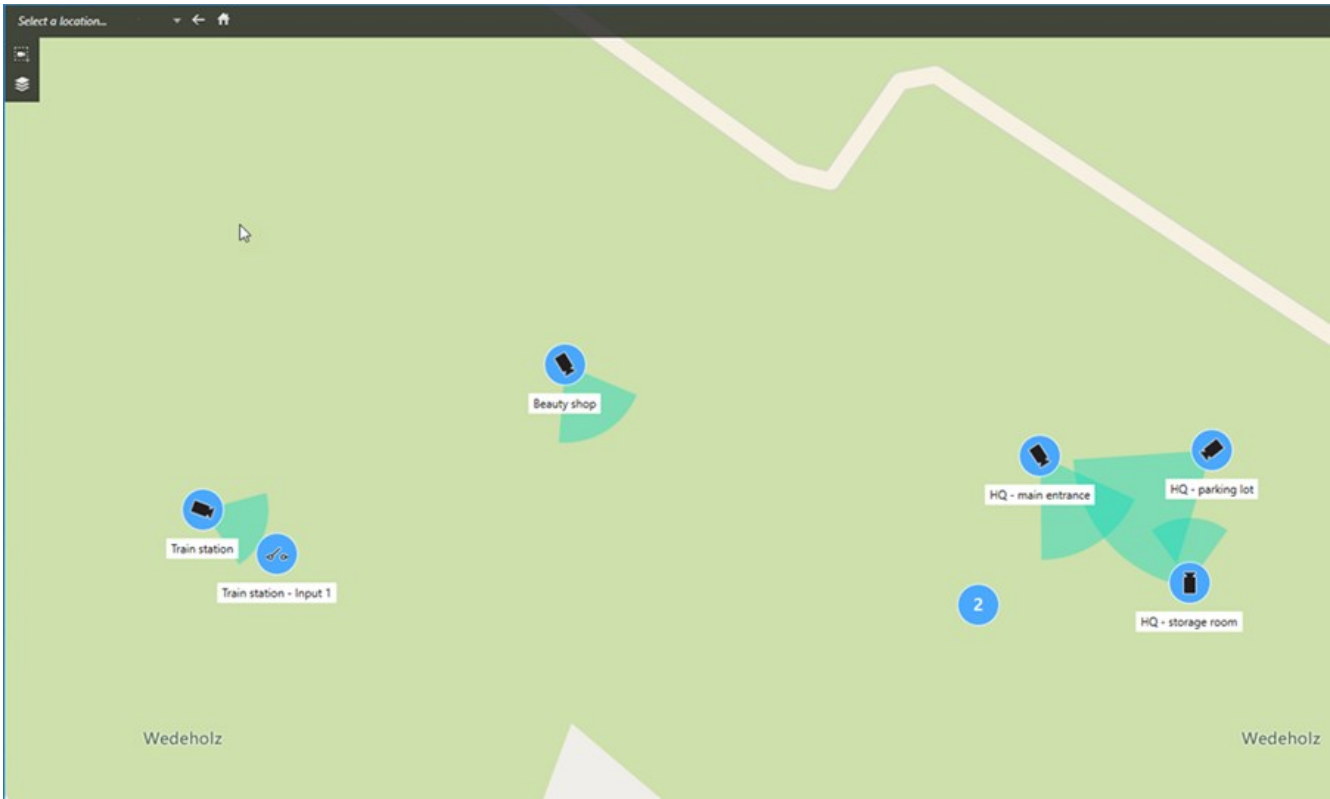 Select a location...
Beauty shop
HQ - main entrance
HQ - parking lot
Train station
Train station - Input 1
2
HQ - storage room
Wedeholz
Wedeholz